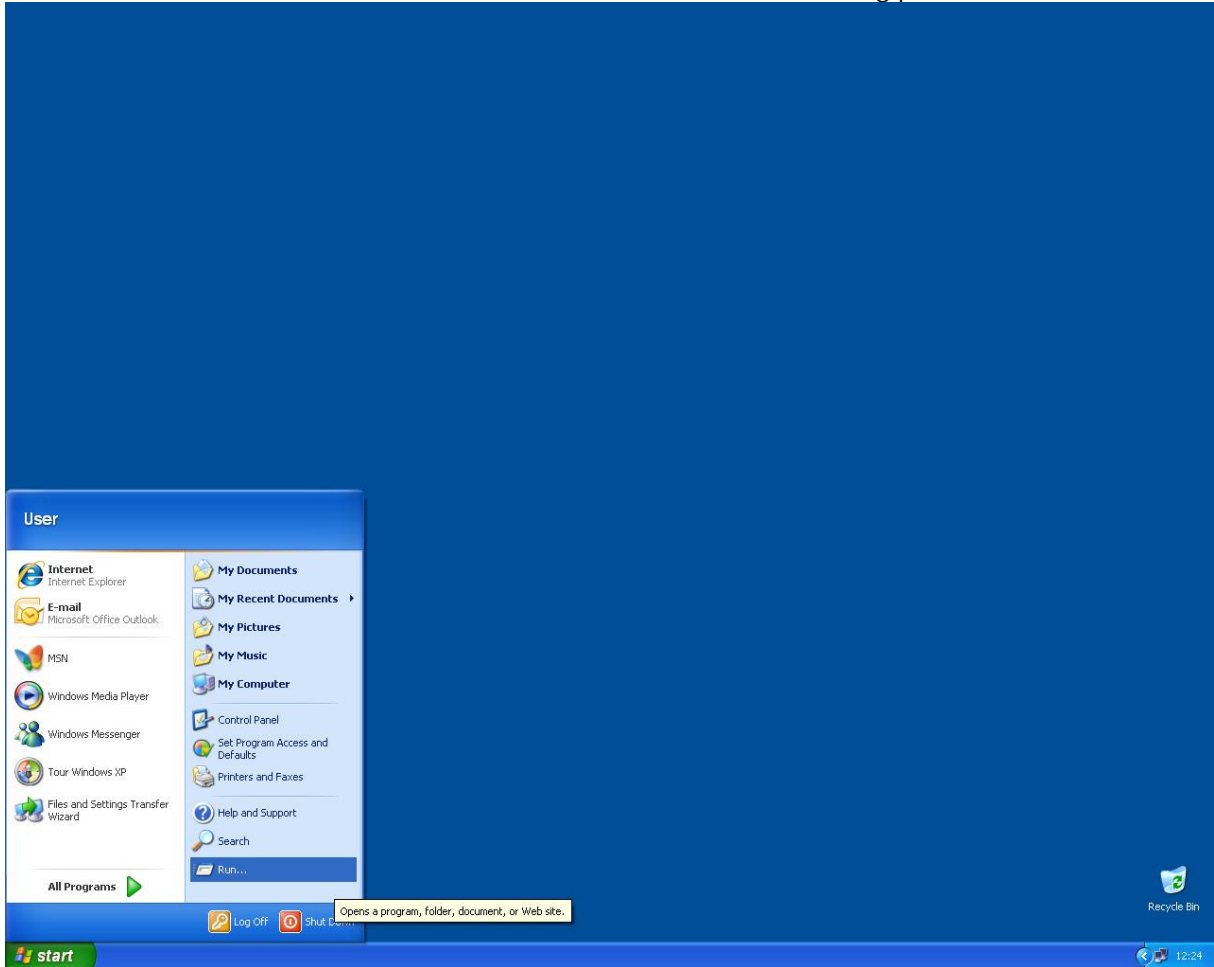 User
Internet
Internet Explorer
E-mail
Microsoft Office Outlook
MSN
Windows Media Player
Windows Messenger
Tour Windows XP
Files and Settings Transfer
Wizard
All Programs
My Documents
My Recent Documents
My Pictures
My Music
My Computer
Control Panel
Set Program Access and
Defaults
Printers and Faxes
Help and Support
Search
Run...
Log Off
Shut
Opens a program, folder, document, or Web site.
Recycle Bin
start
12:24